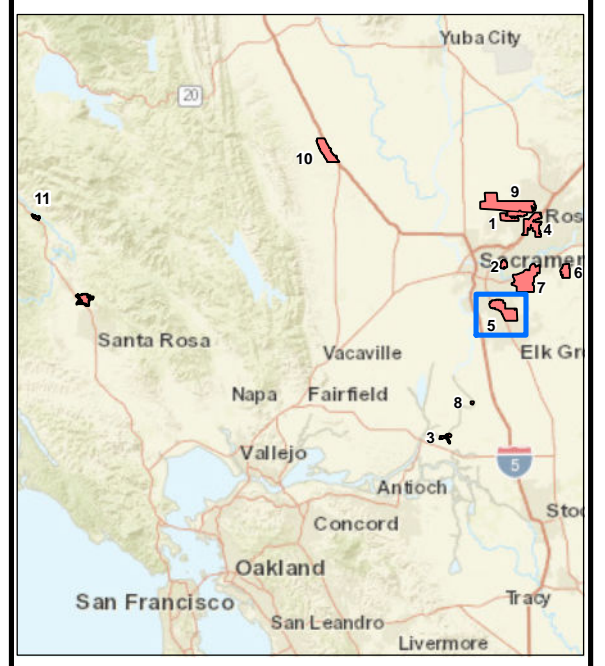 Yuba City
20
10
11
9
1
Ros
4
2
Sacramen
6
7
5
Santa Rosa
Vacaville
Elk Gr
Napa
Fairfield
8
3
Vallejo
5
Antioch
Stoc
Concord
Oakland
Tracy
San Francisco
San Leandro
Livermore